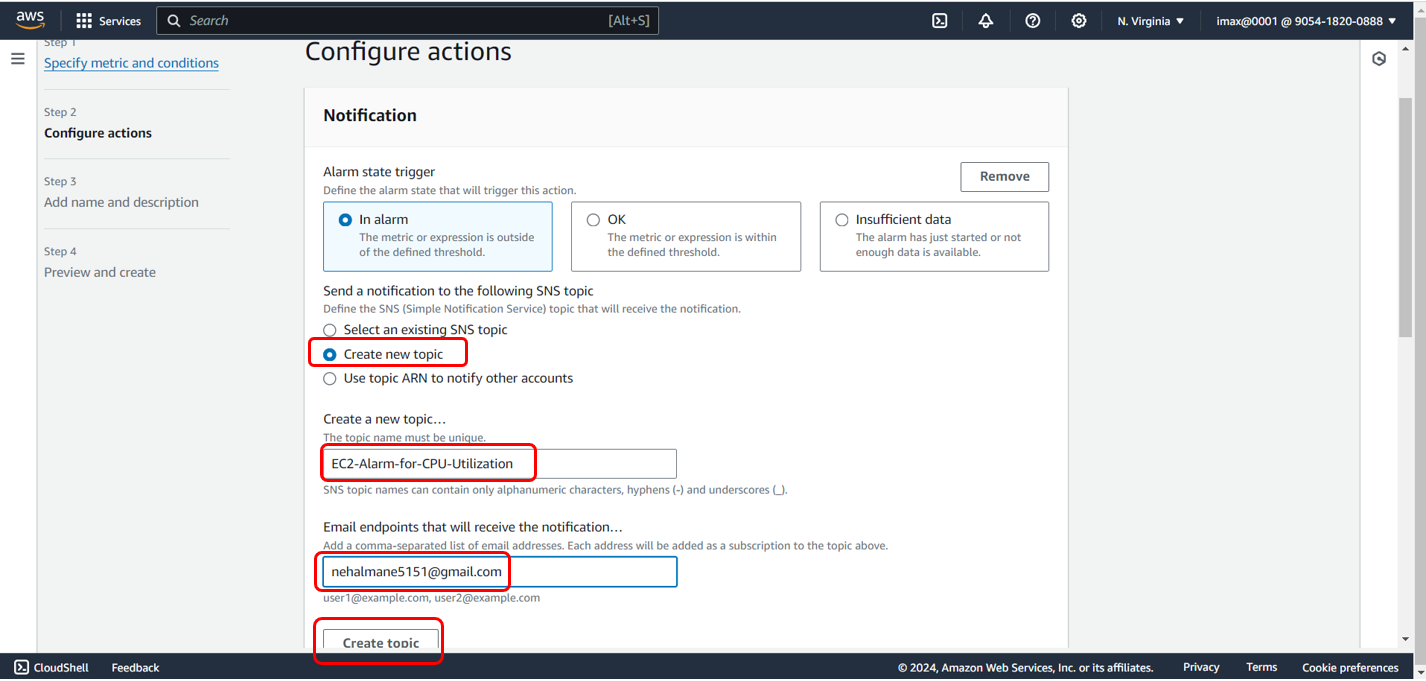 aws
Services
Search
[Alt+S]
N. Virginia
imax@0001 @ 9054-1820-0888
Step 1
Specify metric and conditions
Step 2
Configure actions
Step 3
Add name and description
Step 4
Preview and create
Configure actions
Notification
Alarm state trigger
Define the alarm state that will trigger this action.
Remove
In alarm
The metric or expression is outside
of the defined threshold.
OK
The metric or expression is within
the defined threshold.
Insufficient data
The alarm has just started or not
enough data is available.
Send a notification to the following SNS topic
Define the SNS (Simple Notification Service) topic that will receive the notification.
Select an existing SNS topic
Create new topic
Use topic ARN to notify other accounts
Create a new topic…
The topic name must be unique.
EC2-Alarm-for-CPU-Utilization
SNS topic names can contain only alphanumeric characters, hyphens (-) and underscores (_).
Email endpoints that will receive the notification…
Add a comma-separated list of email addresses. Each address will be added as a subscription to the topic above.
nehalmane5151@gmail.com
user1@example.com, user2@example.com
Create topic
CloudShell
Feedback
© 2024, Amazon Web Services, Inc. or its affiliates.
Privacy
Terms
Cookie preferences